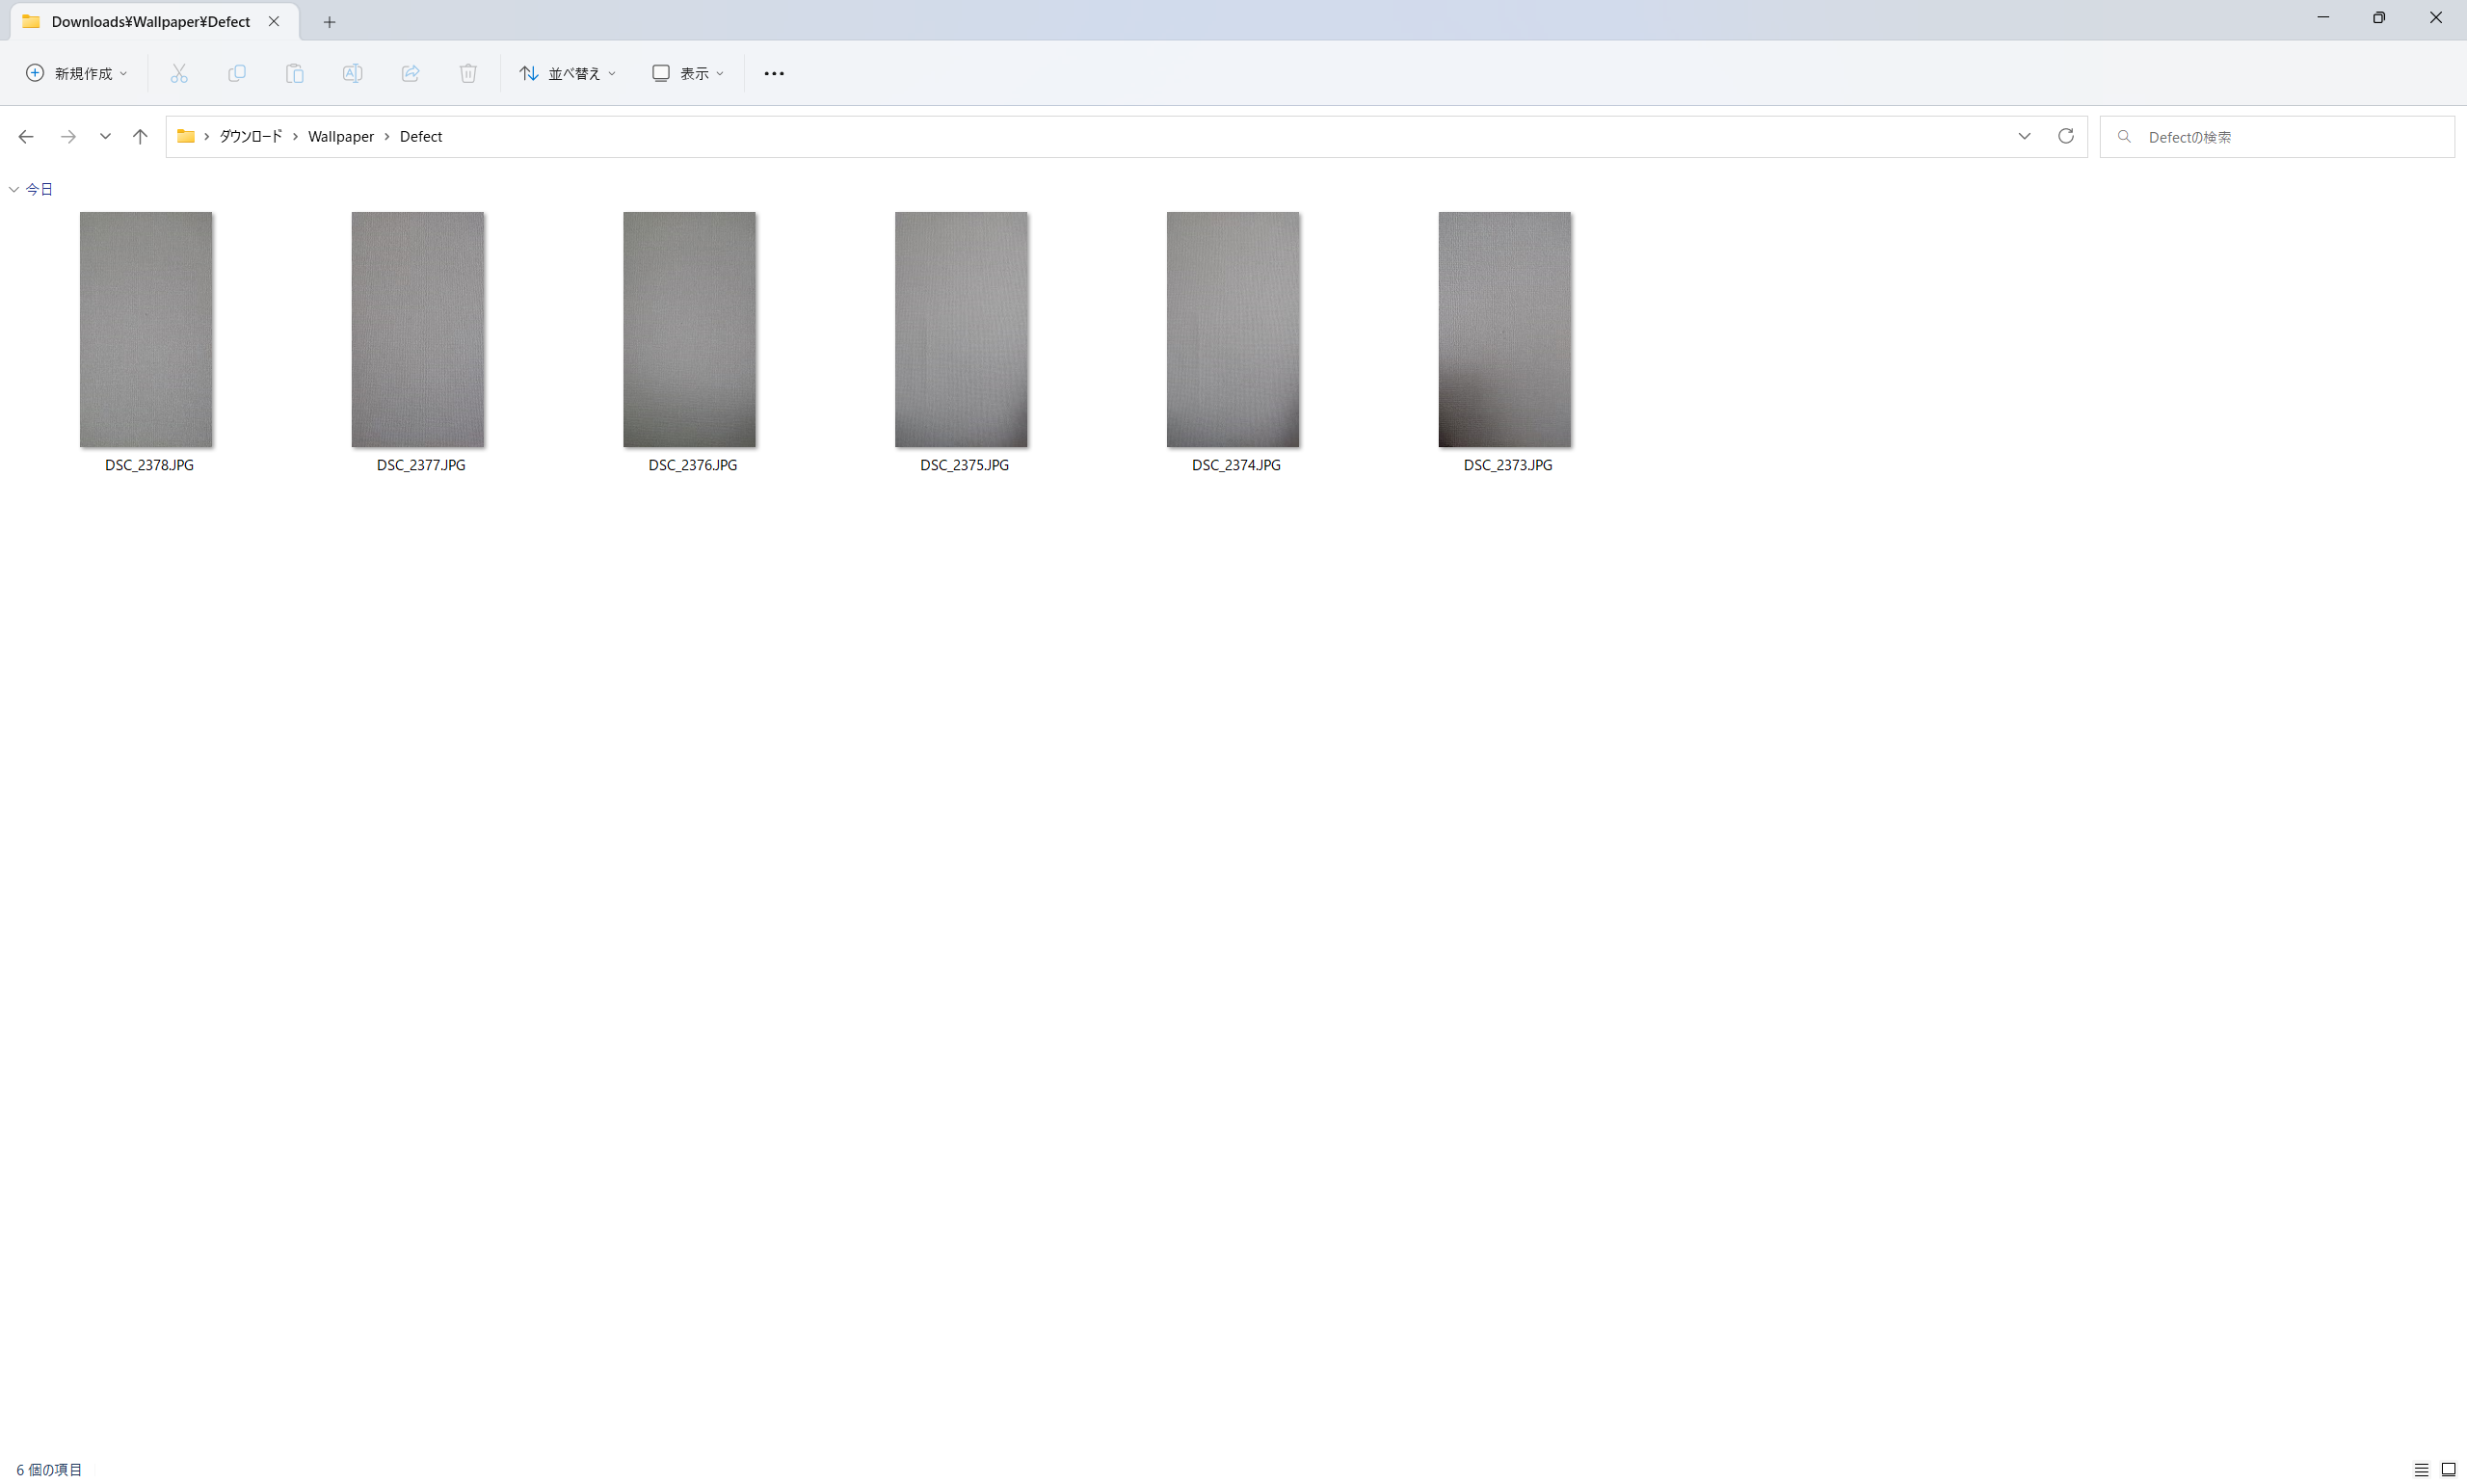 Downloads¥Wallpaper¥Defect
新規作成
並べ替え
表示
ダウンロード Wallpaper Defect
Defectの検索
今日
DSC_2378.JPG DSC_2377.JPG DSC_2376.JPG DSC_2375.JPG DSC_2374.JPG DSC_2373.JPG
6 個の項目